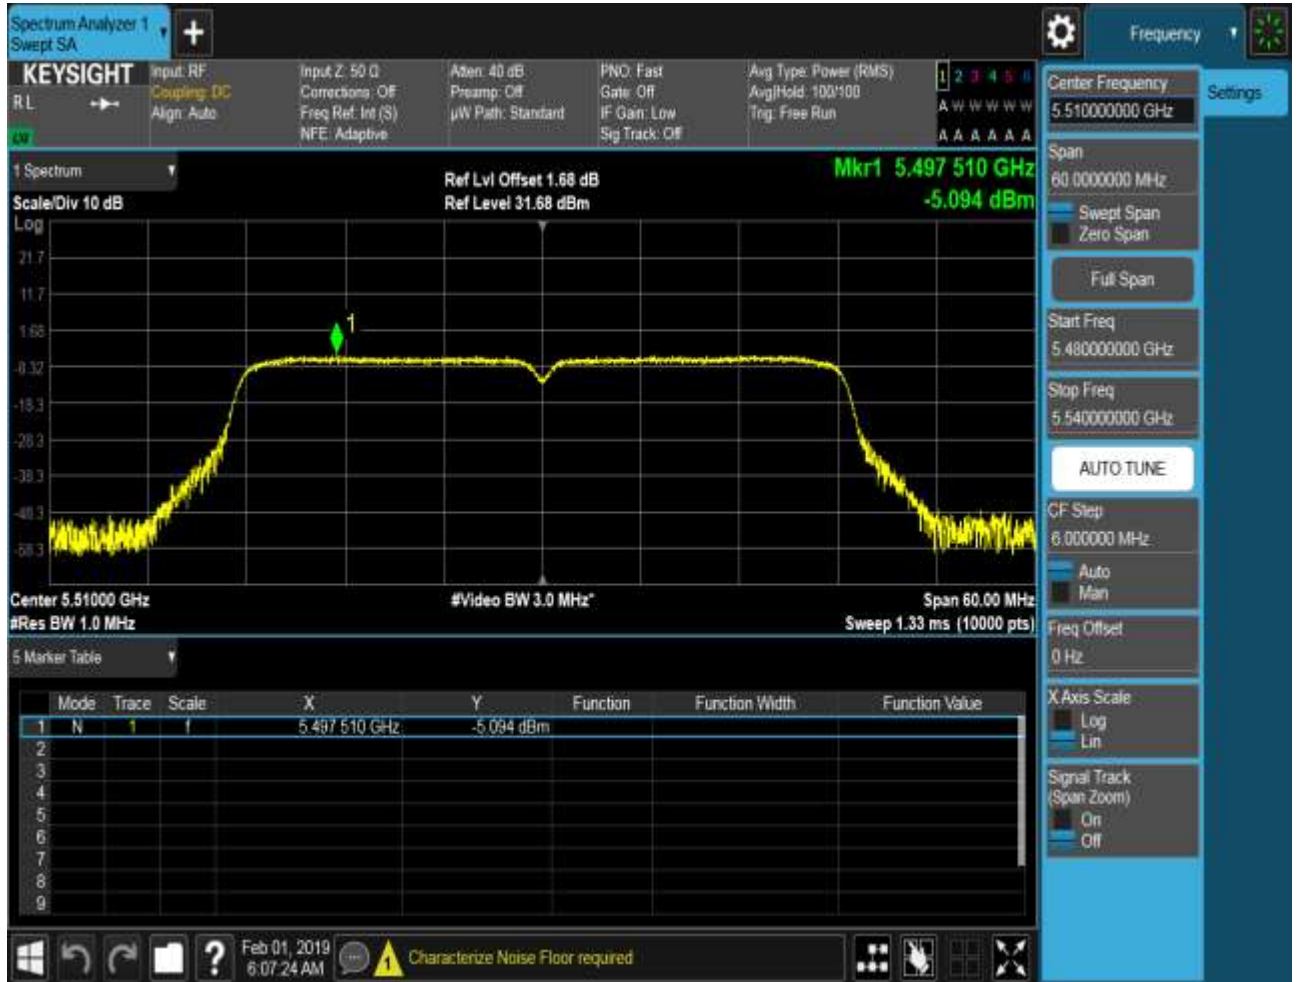 Spectrum Analyzer 1
Swept SA
+
Frequency
KEYSIGHT
R L
Input: RF
Coupling: DC
Align: Auto
Input Z: 50 Ω
Corrections: Off
Freq Ref: Int (S)
NFE: Adaptive
Atten: 40 dB
Preamp: Off
µW Path: Standard
PNO: Fast
Gate: Off
IF Gain: Low
Sig Track: Off
Avg Type: Power (RMS)
Avg|Hold: 100/100
Trig: Free Run
1 2 3 4 5 6
A W W W W W
A A A A A A
1 Spectrum
Scale/Div 10 dB
Ref Lvl Offset 1.68 dB
Ref Level 31.68 dBm
Mkr1 5.497 510 GHz
-5.094 dBm
Log
21.7
11.7
1.68
-8.32
-18.3
-28.3
-38.3
-48.3
-58.3
1
Center 5.51000 GHz
#Res BW 1.0 MHz
#Video BW 3.0 MHz*
Span 60.00 MHz
Sweep 1.33 ms (10000 pts)
5 Marker Table
Mode Trace Scale X Y Function Function Width Function Value
1 N 1 f 5.497 510 GHz -5.094 dBm
2
3
4
5
6
7
8
9
Feb 01, 2019
6:07:24 AM
?
1
Characterize Noise Floor required
Center Frequency
5.510000000 GHz
Settings
Span
60.0000000 MHz
Swept Span
Zero Span
Full Span
Start Freq
5.480000000 GHz
Stop Freq
5.540000000 GHz
AUTO TUNE
CF Step
6.000000 MHz
Auto
Man
Freq Offset
0 Hz
X Axis Scale
Log
Lin
Signal Track
(Span Zoom)
On
Off